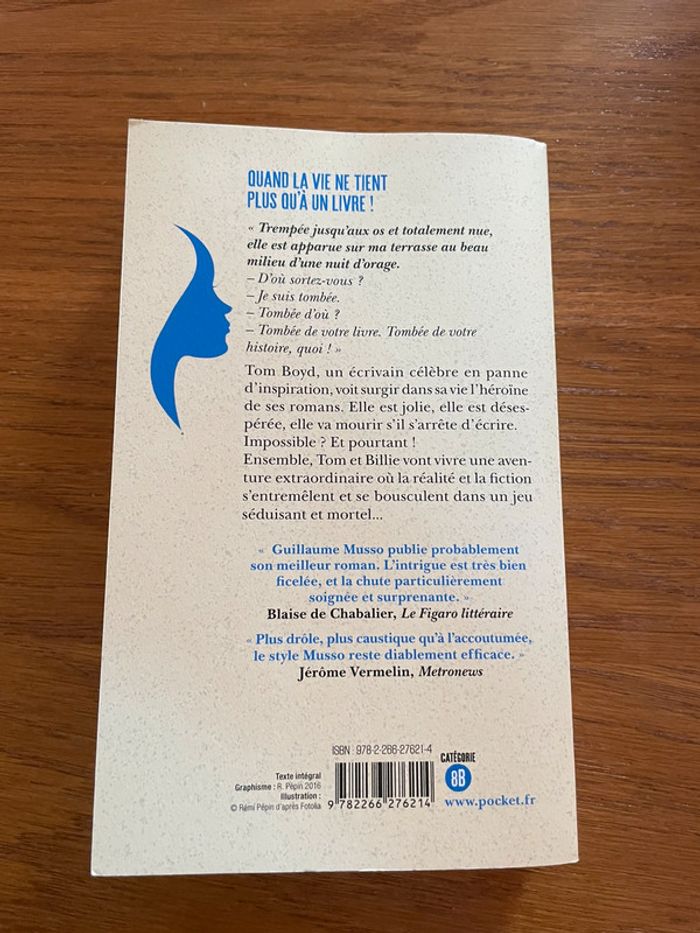 QUAND LA VIE NE TIENT
PLUS QU'À UN LIVRE !
« Trempée jusqu'aux os et totalement nue,
elle est apparue sur ma terrasse au beau
milieu d'une nuit d'orage.
– D'où sortez-vous ?
– Je suis tombée.
– Tombée d'où ?
– Tombée de votre livre. Tombée de votre
histoire, quoi ! »
Tom Boyd, un écrivain célèbre en panne
d'inspiration, voit surgir dans sa vie l'héroïne
de ses romans. Elle est jolie, elle est déses-
pérée, elle va mourir s'il s'arrête d'écrire.
Impossible ? Et pourtant !
Ensemble, Tom et Billie vont vivre une aven-
ture extraordinaire où la réalité et la fiction
s'entremêlent et se bousculent dans un jeu
séduisant et mortel...
« Guillaume Musso publie probablement
son meilleur roman. L'intrigue est très bien
ficelée, et la chute particulièrement
soignée et surprenante. »
Blaise de Chabalier, Le Figaro littéraire
« Plus drôle, plus caustique qu'à l'accoutumée,
le style Musso reste diablement efficace. »
Jérôme Vermelin, Metronews
ISBN : 978-2-266-27621-4
Texte intégral
Graphisme : R. Pépin 2016
Illustration :
© Rémi Pépin d'après Fotolia
9 782266 276214
CATÉGORIE
8B
www.pocket.fr